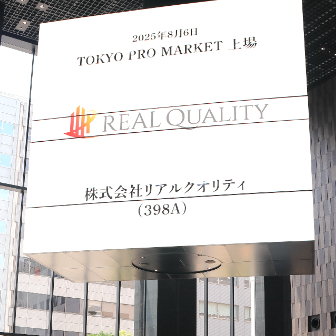 2025年8月6日
TOKYO PRO MARKET 上場
REAL QUALITY
株式会社リアルクオリティ
(398A)